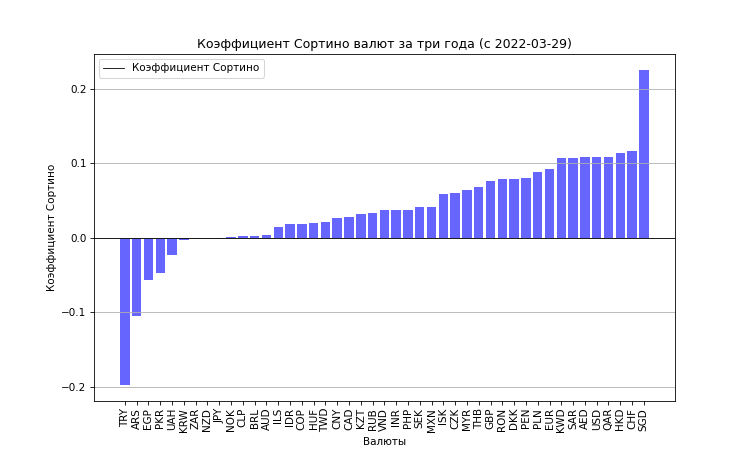 Коэффициент Сортино валют за три года (с 2022-03-29)
Коэффициент Сортино
Коэффициент Сортино
0.2
0.1
0.0
−0.1
−0.2
TRY ARS EGP PKR UAH KRW ZAR NZD JPY NOK CLP BRL AUD ILS IDR COP HUF TWD CNY CAD KZT RUB VND INR PHP SEK MXN ISK CZK MYR THB GBP RON DKK PEN PLN EUR KWD SAR AED USD QAR HKD CHF SGD
Валюты